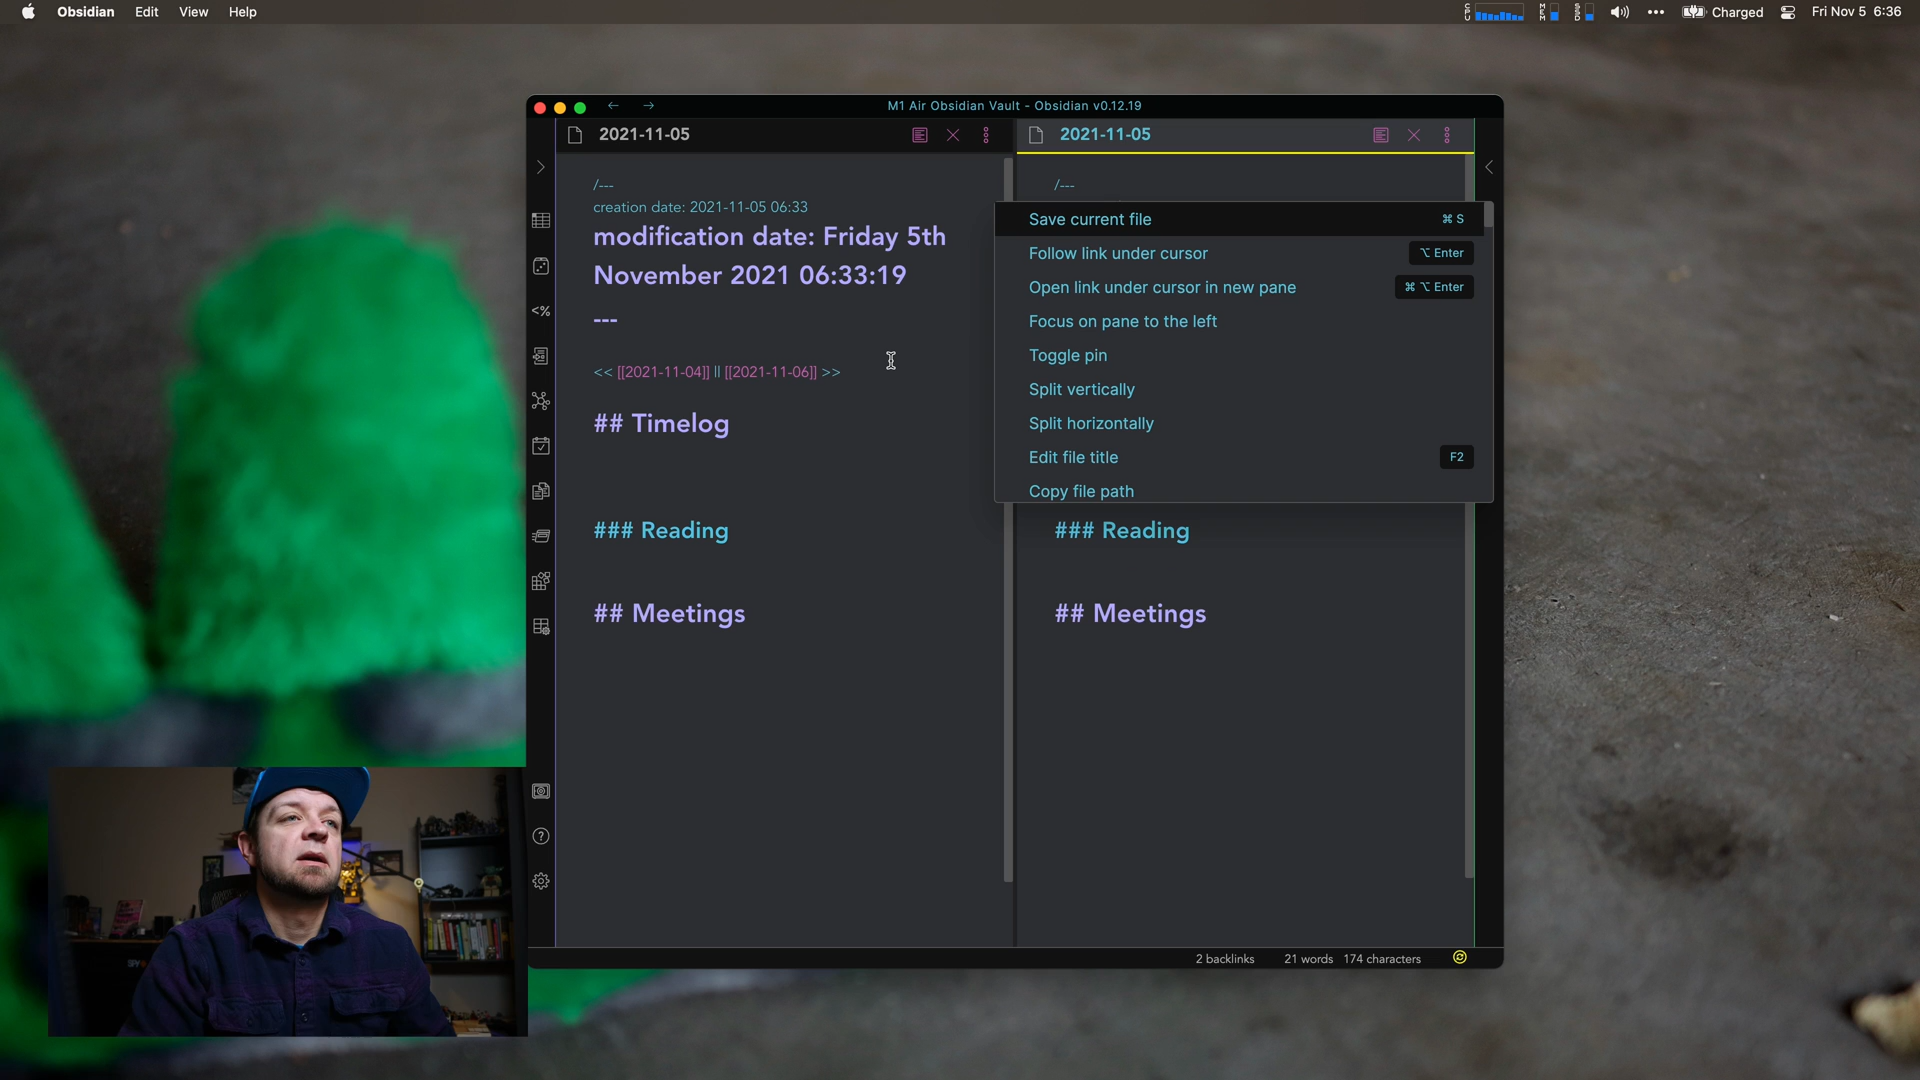 Obsidian Edit View Help
CPU MEM SSD Charged Fri Nov 5 6:36
M1 Air Obsidian Vault - Obsidian v0.12.19
2021-11-05
/---
creation date: 2021-11-05 06:33
modification date: Friday 5th
November 2021 06:33:19
---
<< [[2021-11-04]] || [[2021-11-06]] >>
## Timelog
### Reading
## Meetings
2021-11-05
/---
Save current file ⌘ S
Follow link under cursor ⌥ Enter
Open link under cursor in new pane ⌘ ⌥ Enter
Focus on pane to the left
Toggle pin
Split vertically
Split horizontally
Edit file title F2
Copy file path
### Reading
## Meetings
2 backlinks 21 words 174 characters